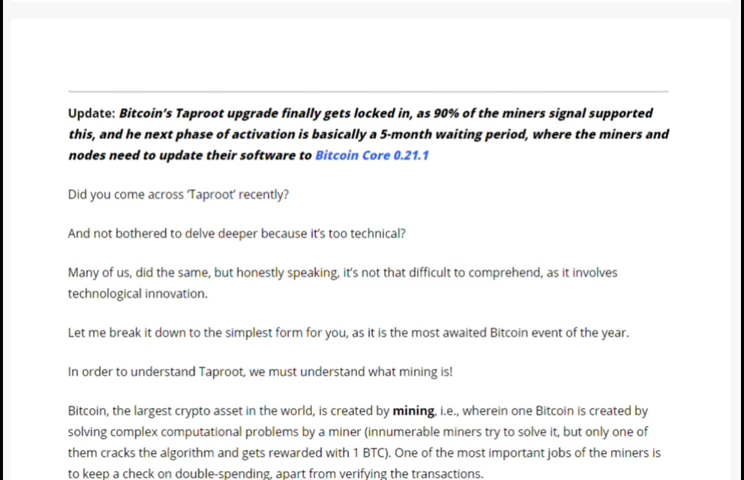 Update: Bitcoin's Taproot upgrade finally gets locked in, as 90% of the miners signal supported
this, and he next phase of activation is basically a 5-month waiting period, where the miners and
nodes need to update their software to Bitcoin Core 0.21.1
Did you come across 'Taproot' recently?
And not bothered to delve deeper because it's too technical?
Many of us, did the same, but honestly speaking, it's not that difficult to comprehend, as it involves
technological innovation.
Let me break it down to the simplest form for you, as it is the most awaited Bitcoin event of the year.
In order to understand Taproot, we must understand what mining is!
Bitcoin, the largest crypto asset in the world, is created by mining, i.e., wherein one Bitcoin is created by
solving complex computational problems by a miner (innumerable miners try to solve it, but only one of
them cracks the algorithm and gets rewarded with 1 BTC). One of the most important jobs of the miners is
to keep a check on double-spending, apart from verifying the transactions.